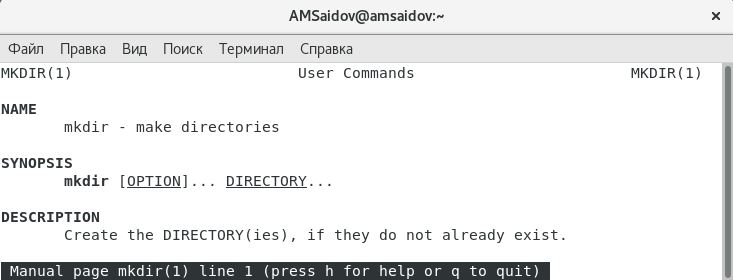 AMSaidov@amsaidov:~ ×
Файл Правка Вид Поиск Терминал Справка
MKDIR(1) User Commands MKDIR(1)
NAME
mkdir - make directories
SYNOPSIS
mkdir [OPTION]... DIRECTORY...
DESCRIPTION
Create the DIRECTORY(ies), if they do not already exist.
Manual page mkdir(1) line 1 (press h for help or q to quit)